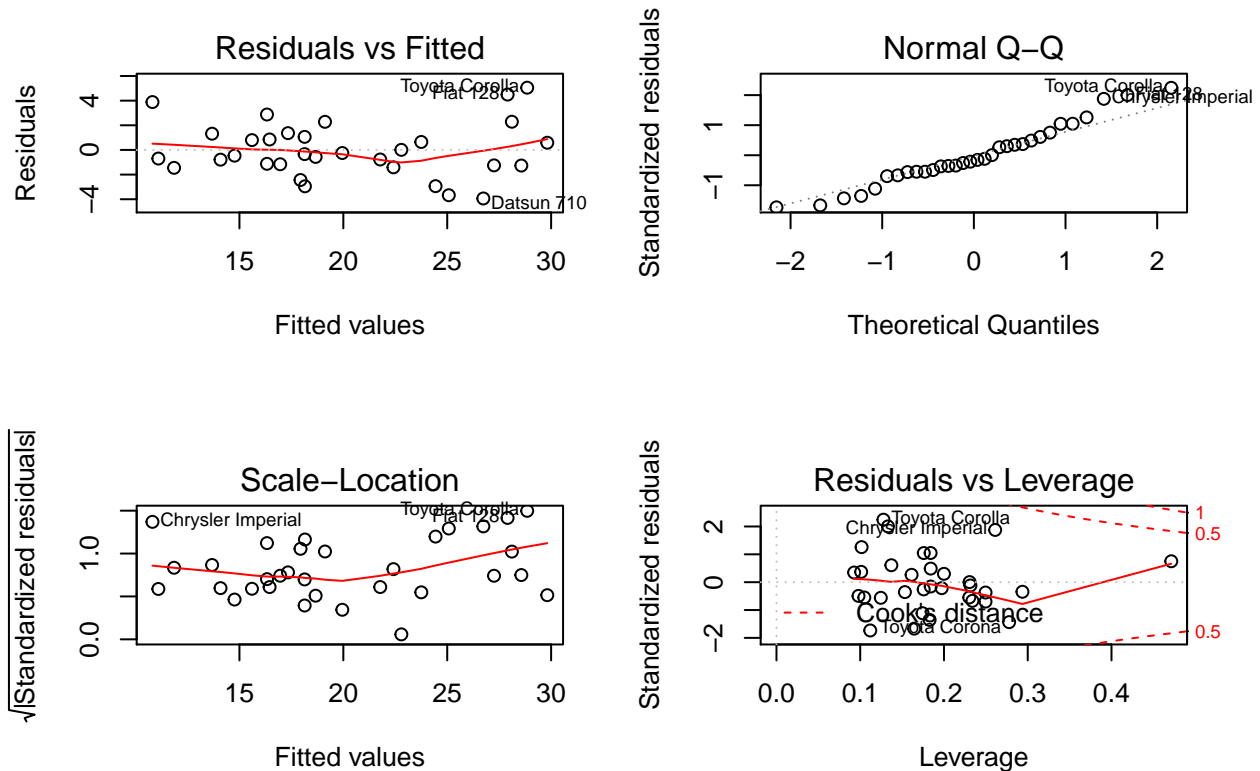 Residuals vs Fitted
Residuals
4
0
−4
Toyota Corolla
Fiat 128
Datsun 710
15 20 25 30
Fitted values
Normal Q−Q
Standardized residuals
1
−1
Toyota Corolla
Fiat 128
Chrysler Imperial
−2 −1 0 1 2
Theoretical Quantiles
Scale−Location
√|Standardized residuals|
1.0
0.0
Toyota Corolla
Fiat 128
Chrysler Imperial
15 20 25 30
Fitted values
Residuals vs Leverage
Standardized residuals
2
0
−2
Toyota Corolla
Chrysler Imperial
Cook's distance
Toyota Corona
1
0.5
0.5
0.0 0.1 0.2 0.3 0.4
Leverage